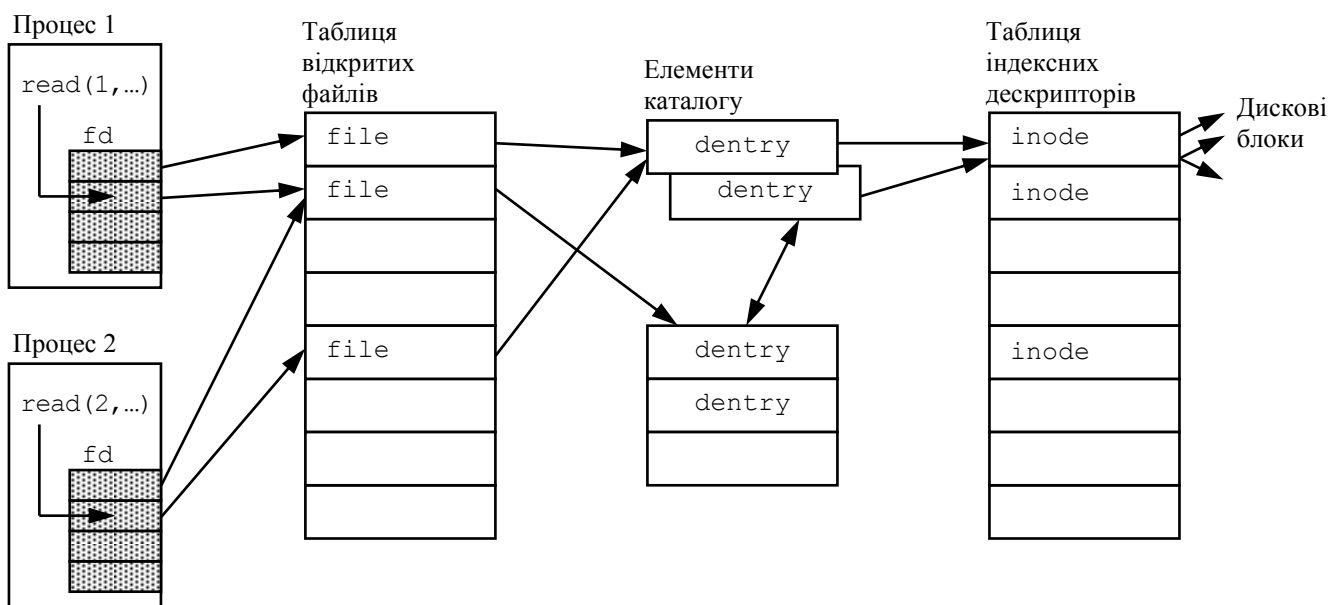 Процес 1
read(1,…)
fd
Процес 2
read(2,…)
fd
Таблиця
відкритих
файлів
file
file
file
Елементи
каталогу
dentry
dentry
dentry
dentry
Таблиця
індексних
дескрипторів
inode
inode
inode
Дискові
блоки